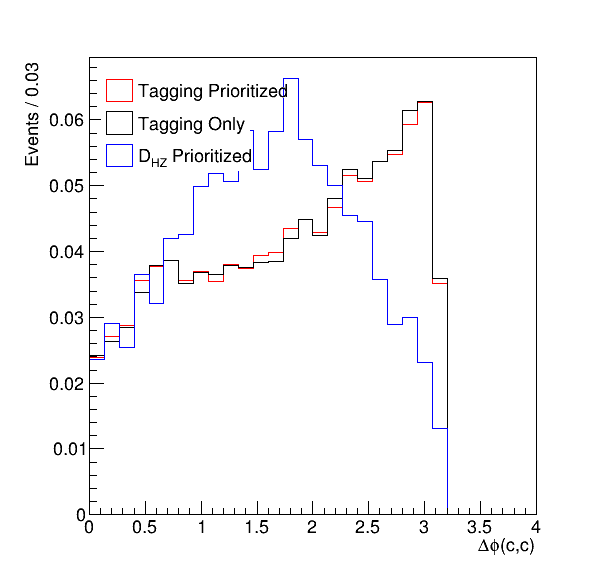 Events / 0.03
Tagging Prioritized
Tagging Only
D_HZ Prioritized
0.06
0.05
0.04
0.03
0.02
0.01
0
0 0.5 1 1.5 2 2.5 3 3.5 4
Δϕ(c,c)